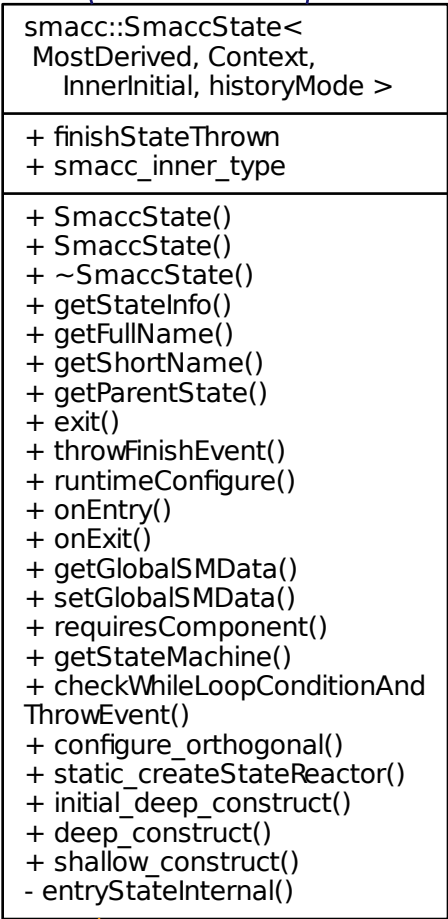 smacc::SmaccState<
MostDerived, Context,
InnerInitial, historyMode >
+ finishStateThrown
+ smacc_inner_type
+ SmaccState()
+ SmaccState()
+ ~SmaccState()
+ getStateInfo()
+ getFullName()
+ getShortName()
+ getParentState()
+ exit()
+ throwFinishEvent()
+ runtimeConfigure()
+ onEntry()
+ onExit()
+ getGlobalSMData()
+ setGlobalSMData()
+ requiresComponent()
+ getStateMachine()
+ checkWhileLoopConditionAnd
ThrowEvent()
+ configure_orthogonal()
+ static_createStateReactor()
+ initial_deep_construct()
+ deep_construct()
+ shallow_construct()
- entryStateInternal()